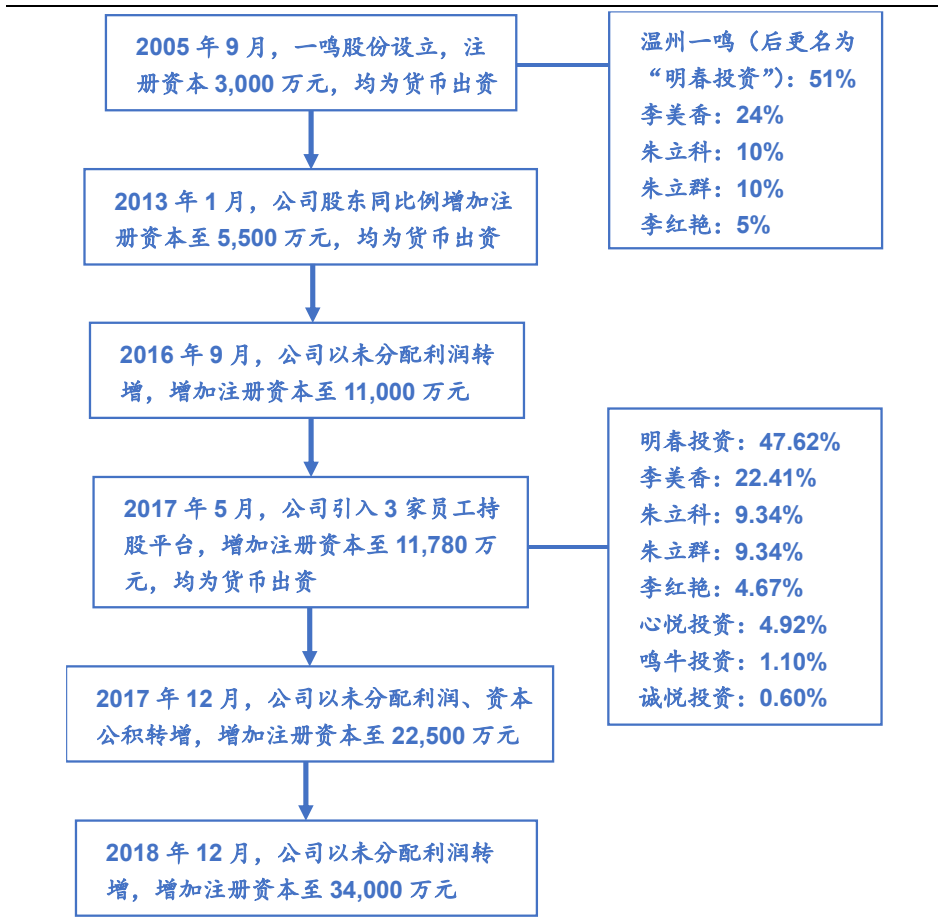 2005 年 9 月，一鸣股份设立，注
册资本 3,000 万元，均为货币出资
温州一鸣（后更名为
“明春投资”）：51%
李美香：24%
朱立科：10%
朱立群：10%
李红艳：5%
2013 年 1 月，公司股东同比例增加注
册资本至 5,500 万元，均为货币出资
2016 年 9 月，公司以未分配利润转
增，增加注册资本至 11,000 万元
2017 年 5 月，公司引入 3 家员工持
股平台，增加注册资本至 11,780 万
元，均为货币出资
明春投资：47.62%
李美香：22.41%
朱立科：9.34%
朱立群：9.34%
李红艳：4.67%
心悦投资：4.92%
鸣牛投资：1.10%
诚悦投资：0.60%
2017 年 12 月，公司以未分配利润、资本
公积转增，增加注册资本至 22,500 万元
2018 年 12 月，公司以未分配利润转
增，增加注册资本至 34,000 万元